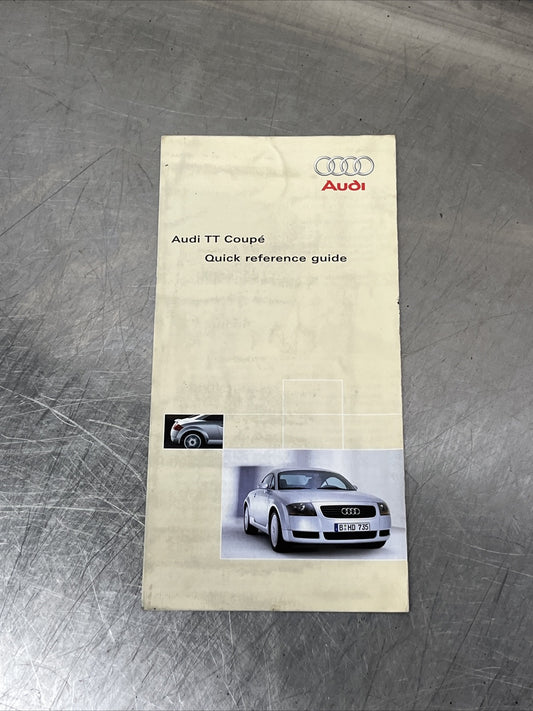 Audi
Audi TT Coupé
Quick reference guide
B HD 735